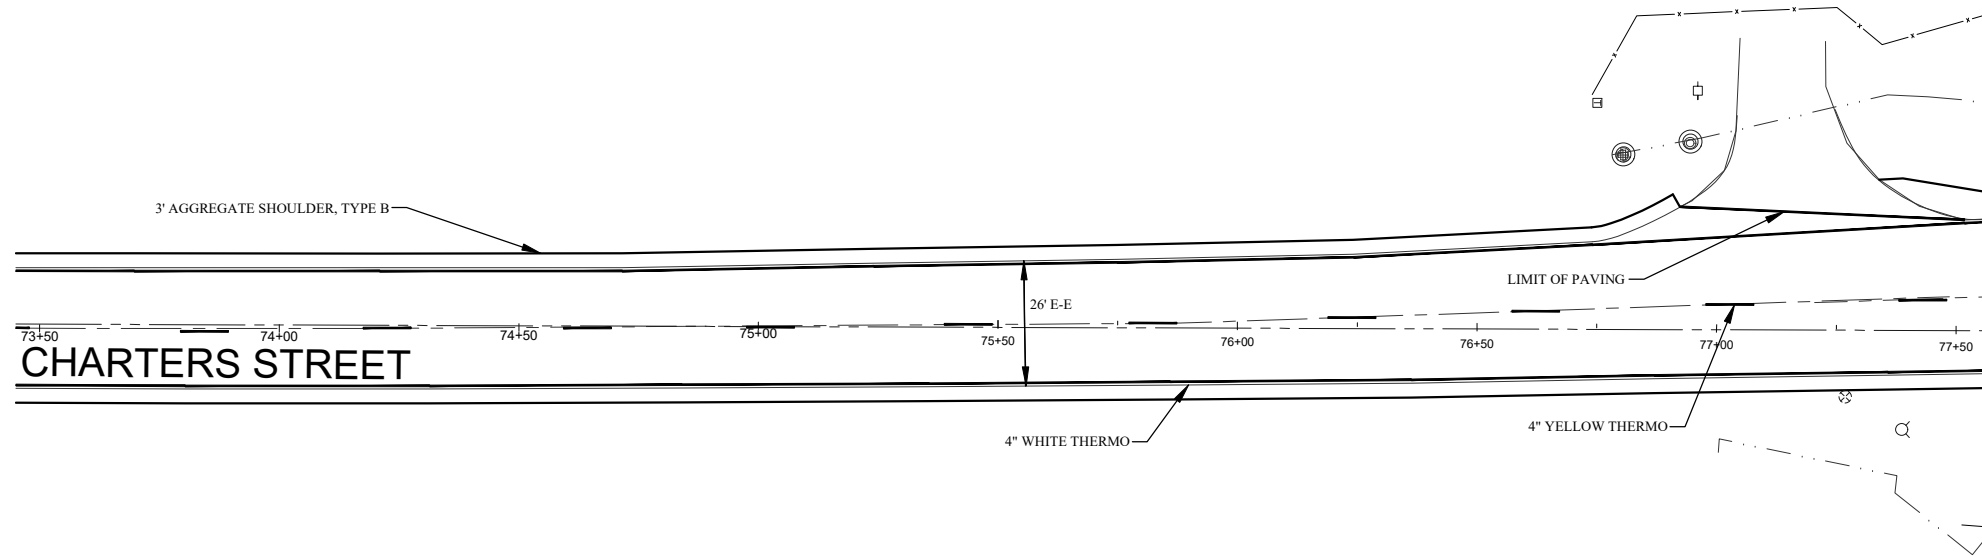 3' AGGREGATE SHOULDER, TYPE B
LIMIT OF PAVING
26' E-E
73+50
74+00
74+50
75+00
75+50
76+00
76+50
77+00
77+50
CHARTERS STREET
4" WHITE THERMO
4" YELLOW THERMO